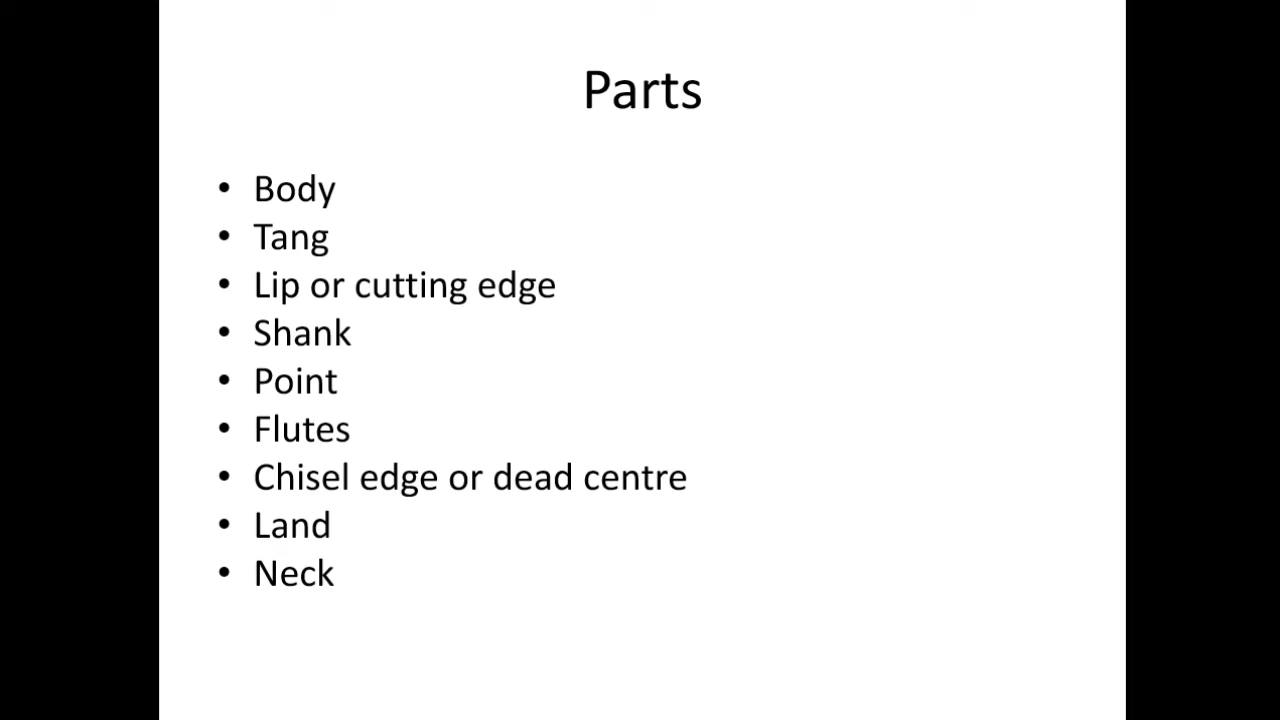 Parts
• Body
• Tang
• Lip or cutting edge
• Shank
• Point
• Flutes
• Chisel edge or dead centre
• Land
• Neck